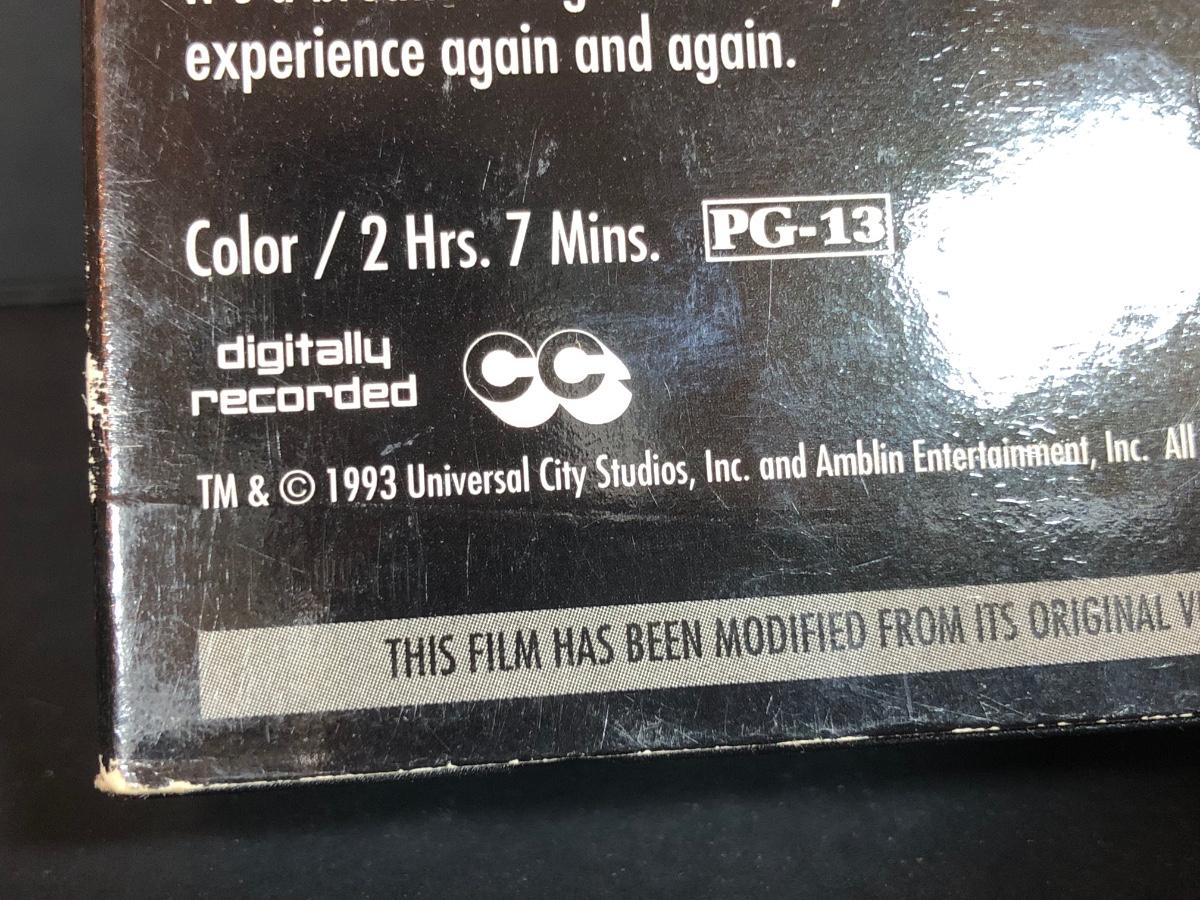 experience again and again.
Color / 2 Hrs. 7 Mins. PG-13
digitally
recorded
CC
TM & © 1993 Universal City Studios, Inc. and Amblin Entertainment, Inc. All
THIS FILM HAS BEEN MODIFIED FROM ITS ORIGINAL V